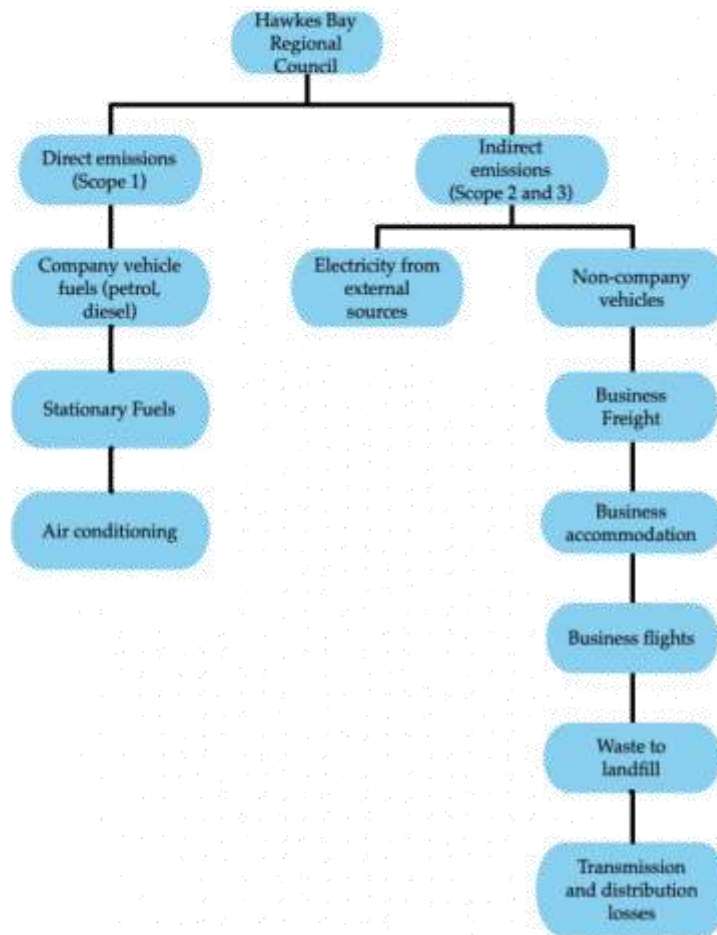 Hawkes Bay
Regional
Council
Direct emissions
(Scope 1)
Indirect
emissions
(Scope 2 and 3)
Company vehicle
fuels (petrol,
diesel)
Electricity from
external
sources
Non-company
vehicles
Stationary Fuels
Business
Freight
Air conditioning
Business
accommodation
Business flights
Waste to
landfill
Transmission
and distribution
losses